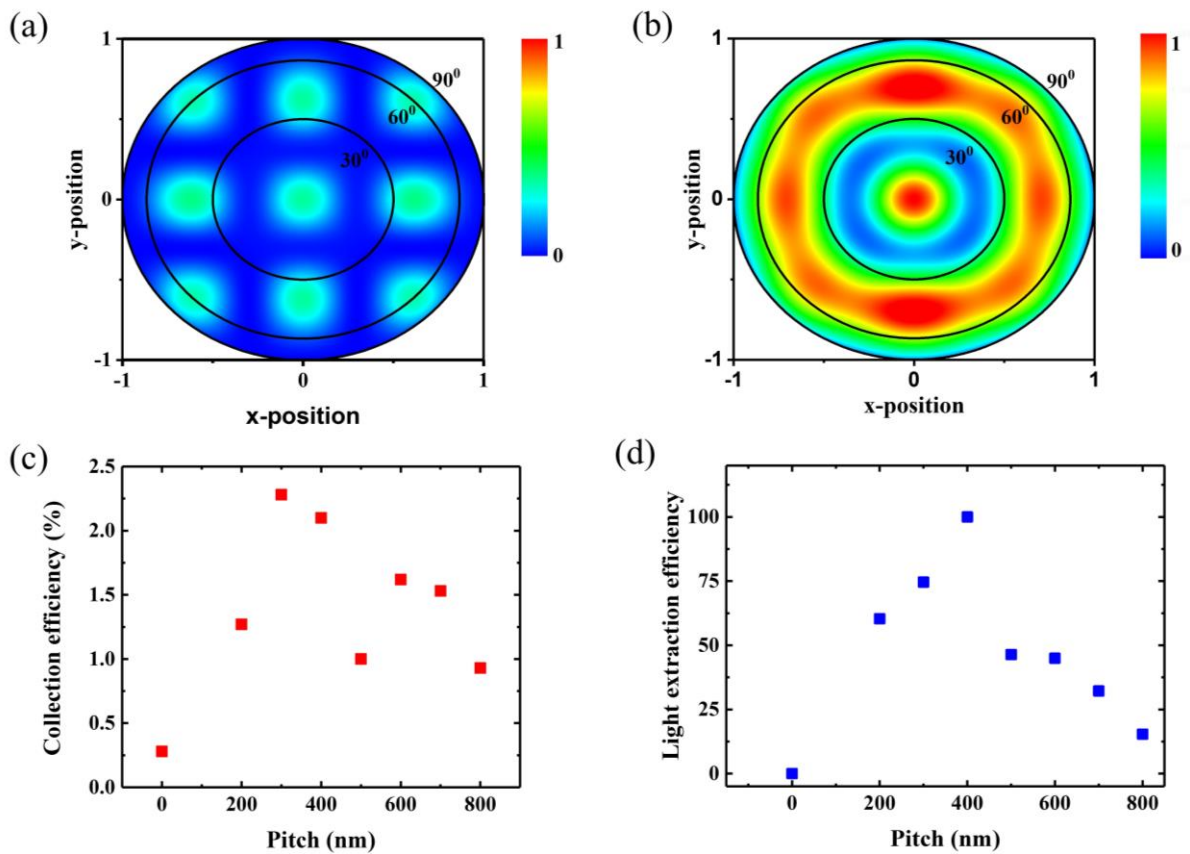 (a)
1
y-position
0
-1
-1
0
1
x-position
90⁰
60⁰
30⁰
1
0
(b)
1
y-position
0
-1
-1
0
1
x-position
90⁰
60⁰
30⁰
1
0
(c)
Collection efficiency (%)
2.5
2.0
1.5
1.0
0.5
0.0
0 200 400 600 800
Pitch (nm)
(d)
Light extraction efficiency
100
75
50
25
0
0 200 400 600 800
Pitch (nm)